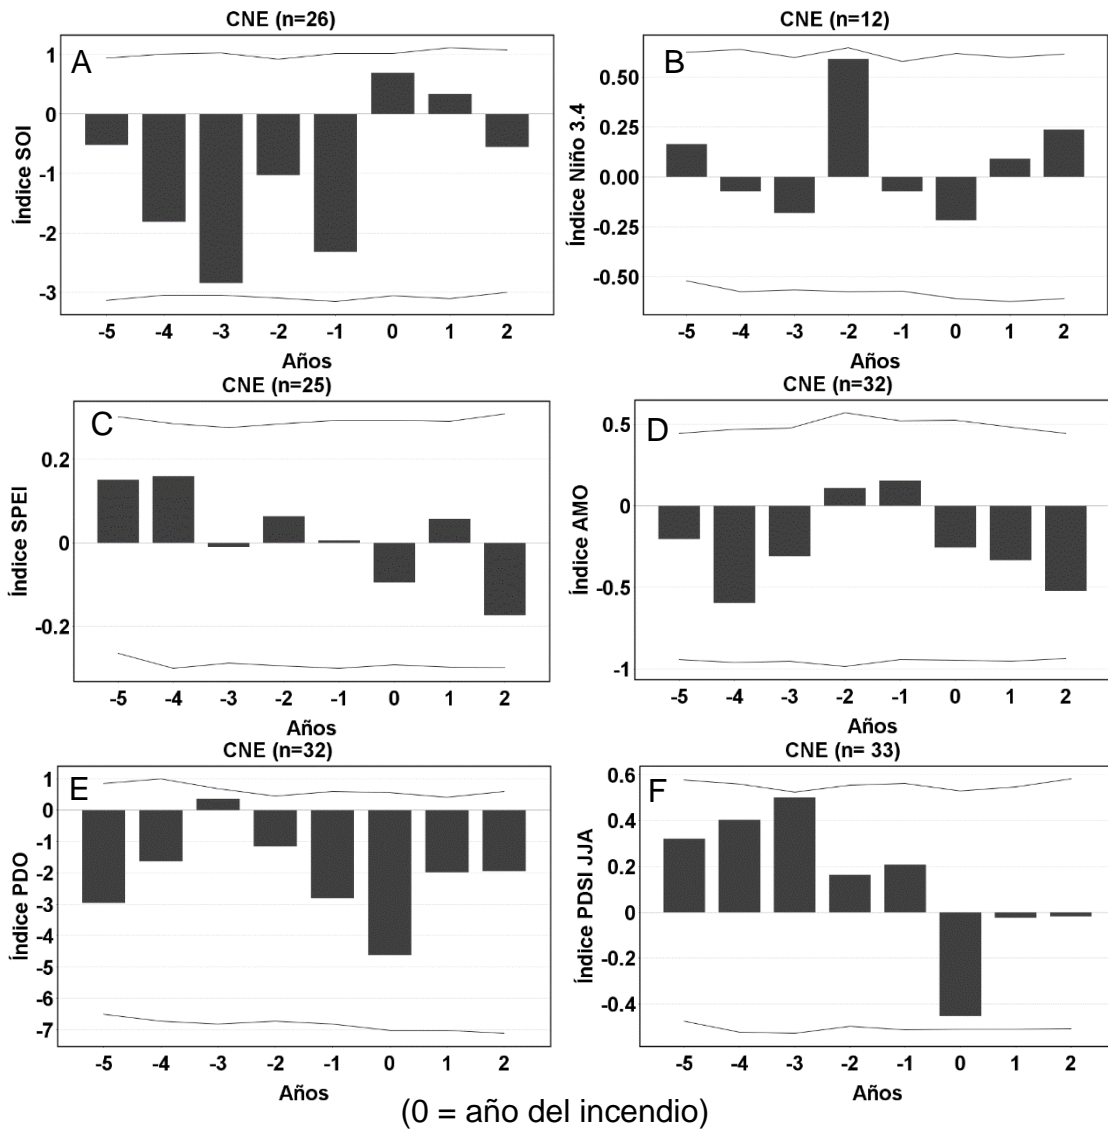 CNE (n=26)
A
Índice SOI
1
0
-1
-2
-3
-5 -4 -3 -2 -1 0 1 2
Años
CNE (n=12)
B
Índice Niño 3.4
0.50
0.25
0.00
-0.25
-0.50
-5 -4 -3 -2 -1 0 1 2
Años
CNE (n=25)
C
Índice SPEI
0.2
0
-0.2
-5 -4 -3 -2 -1 0 1 2
Años
CNE (n=32)
D
Índice AMO
0.5
0
-0.5
-1
-5 -4 -3 -2 -1 0 1 2
Años
CNE (n=32)
E
Índice PDO
1
0
-1
-2
-3
-4
-5
-6
-7
-5 -4 -3 -2 -1 0 1 2
Años
CNE (n= 33)
F
Índice PDSI JJA
0.6
0.4
0.2
0
-0.2
-0.4
-5 -4 -3 -2 -1 0 1 2
Años
(0 = año del incendio)